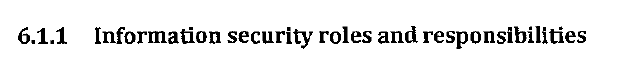 6.1.1 Information security roles and responsibilities